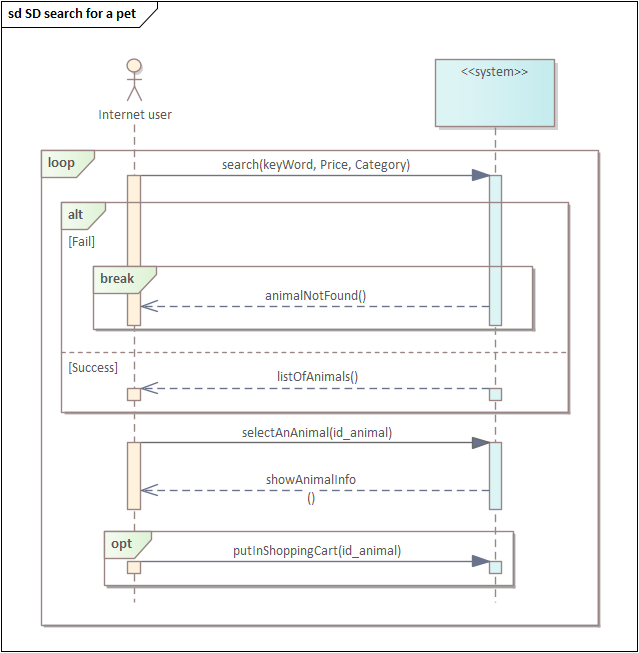 sd SD search for a pet
Internet user
<<system>>
loop
search(keyWord, Price, Category)
alt
[Fail]
break
animalNotFound()
[Success]
listOfAnimals()
selectAnAnimal(id_animal)
showAnimalInfo
()
opt
putInShoppingCart(id_animal)